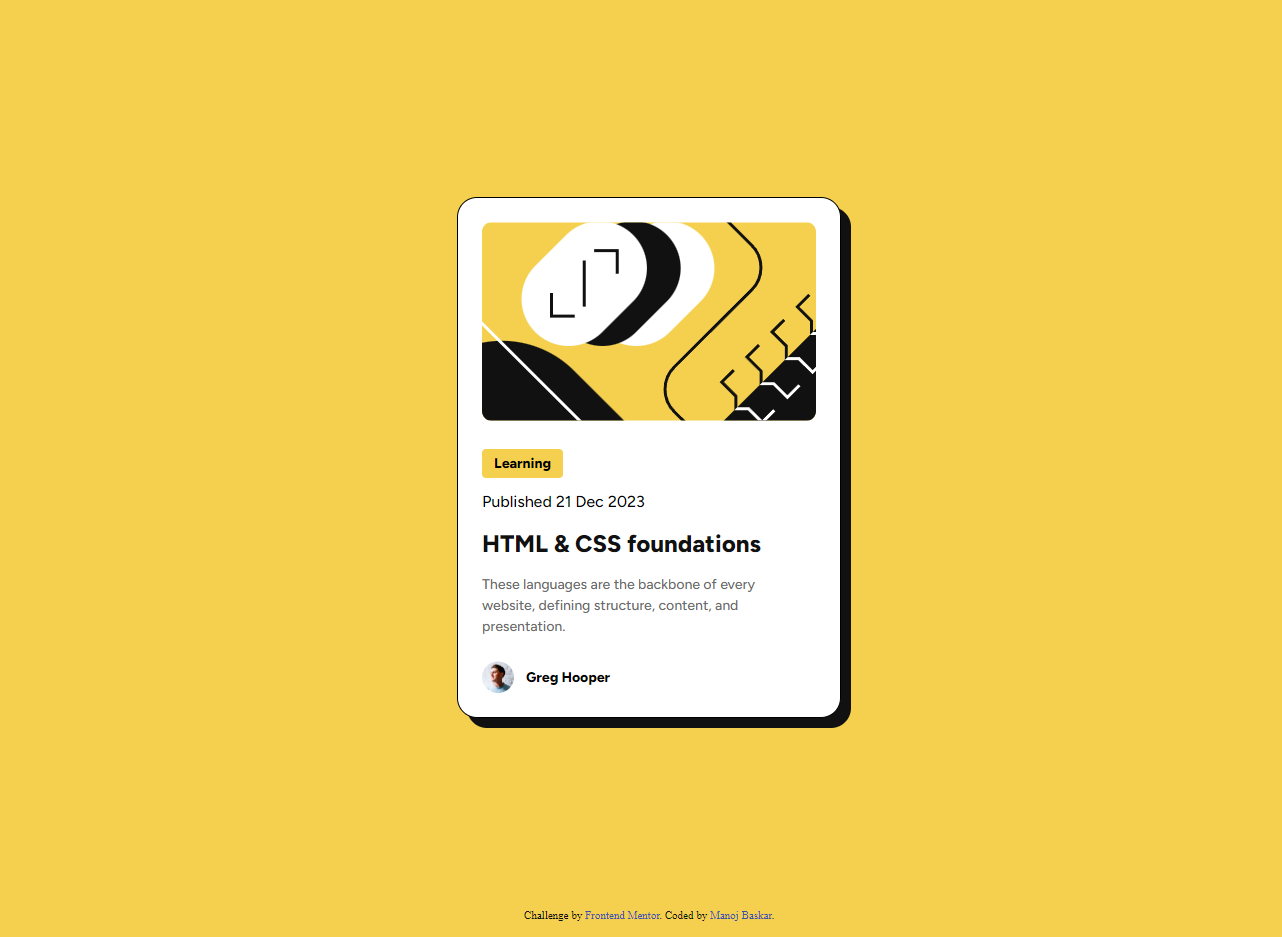 Learning
Published 21 Dec 2023
HTML & CSS foundations
These languages are the backbone of every
website, defining structure, content, and
presentation.
Greg Hooper
Challenge by Frontend Mentor. Coded by Manoj Baskar.